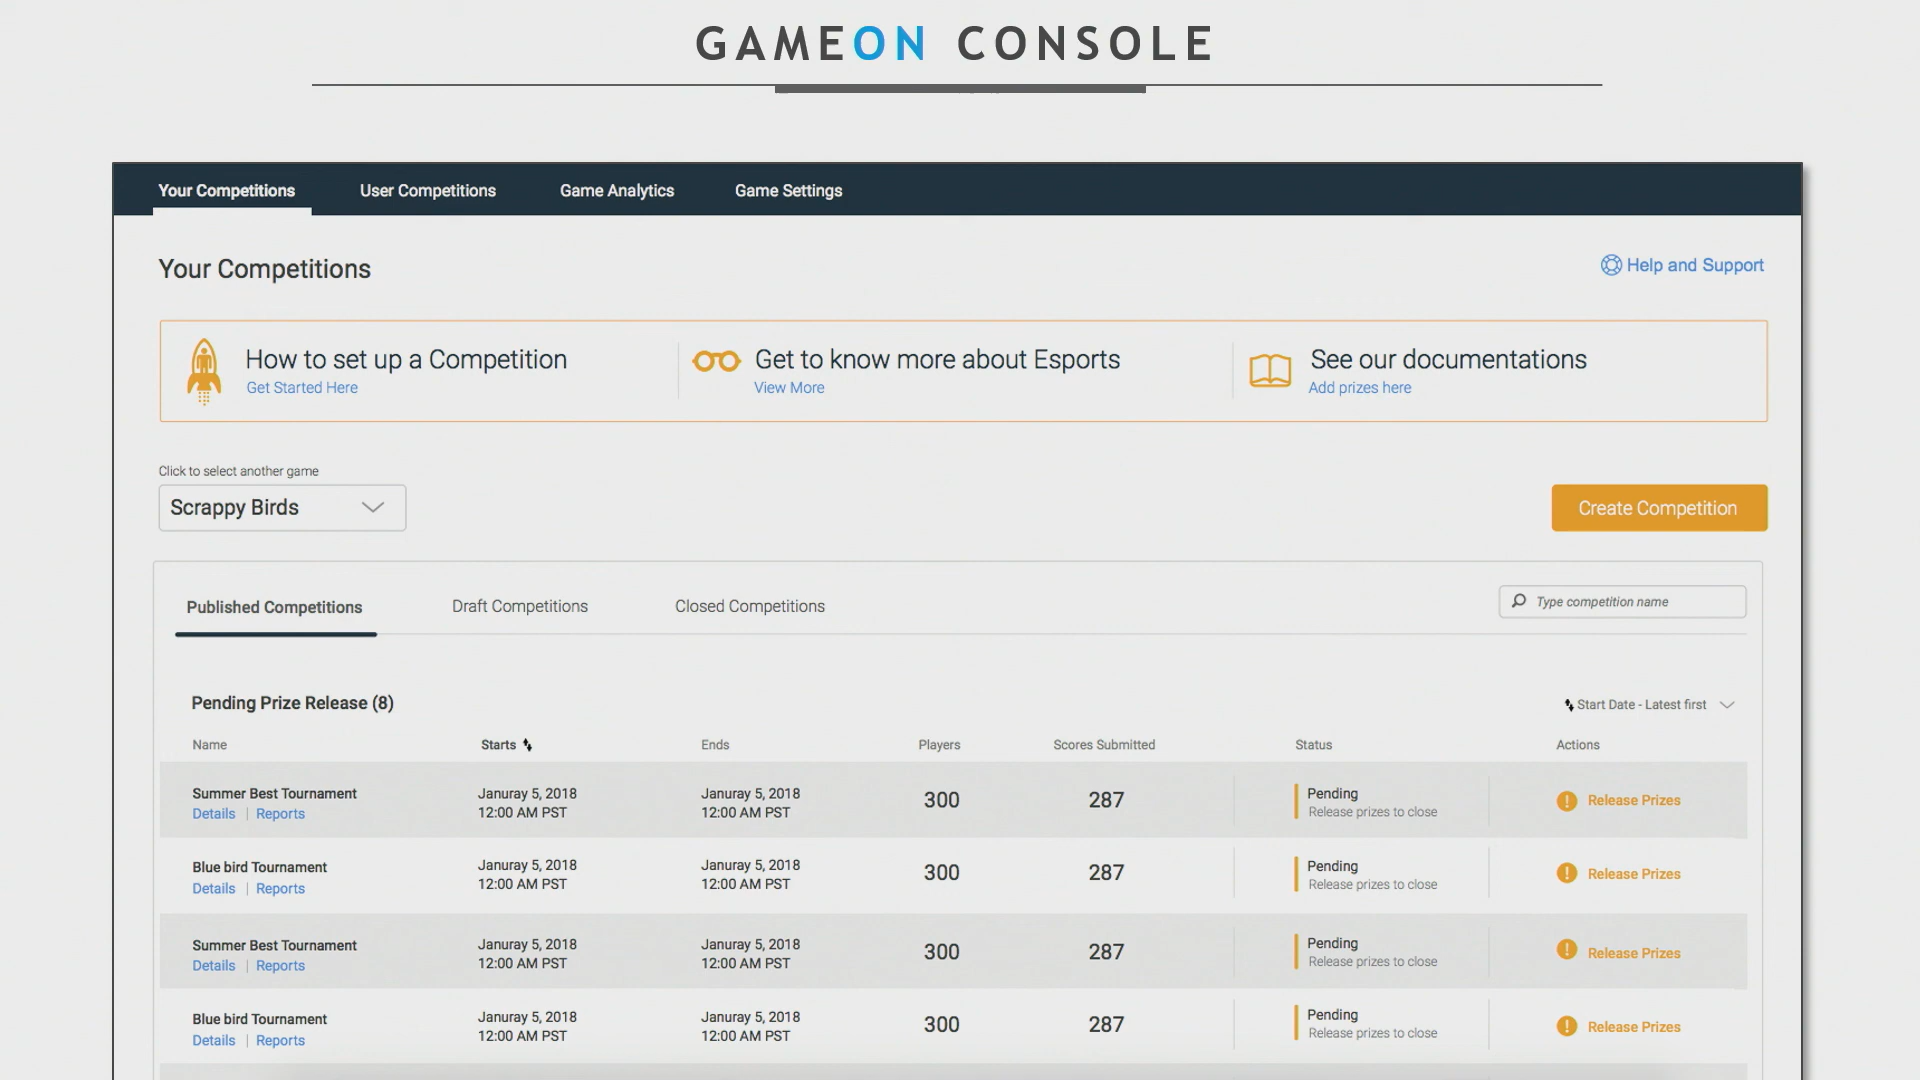 GAMEON CONSOLE
Your Competitions User Competitions Game Analytics Game Settings
Your Competitions
Help and Support
How to set up a Competition
Get Started Here
Get to know more about Esports
View More
See our documentations
Add prizes here
Click to select another game
Scrappy Birds
Create Competition
Published Competitions Draft Competitions Closed Competitions
Type competition name
Pending Prize Release (8)
Start Date - Latest first
Name Starts Ends Players Scores Submitted Status Actions
Summer Best Tournament
Details | Reports
Januray 5, 2018
12:00 AM PST
Januray 5, 2018
12:00 AM PST
300
287
Pending
Release prizes to close
Release Prizes
Blue bird Tournament
Details | Reports
Januray 5, 2018
12:00 AM PST
Januray 5, 2018
12:00 AM PST
300
287
Pending
Release prizes to close
Release Prizes
Summer Best Tournament
Details | Reports
Januray 5, 2018
12:00 AM PST
Januray 5, 2018
12:00 AM PST
300
287
Pending
Release prizes to close
Release Prizes
Blue bird Tournament
Details | Reports
Januray 5, 2018
12:00 AM PST
Januray 5, 2018
12:00 AM PST
300
287
Pending
Release prizes to close
Release Prizes